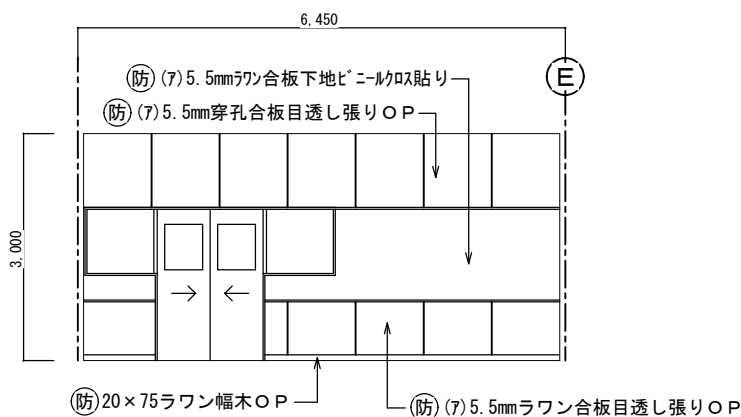 6,450
防 (ｱ)5.5mmﾗﾜﾝ合板下地ﾋﾞﾆｰﾙｸﾛｽ貼り
E
防 (ｱ)5.5mm穿孔合板目透し張りＯＰ
3,000
防 20×75ラワン幅木ＯＰ
防 (ｱ)5.5mmラワン合板目透し張りＯＰ